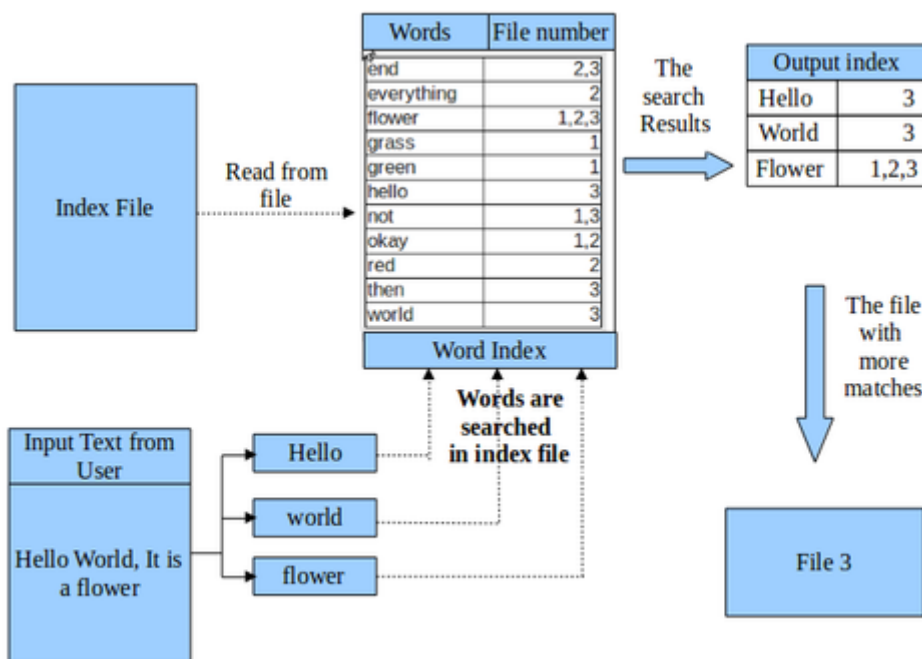 Words File number
end 2,3
everything 2
flower 1,2,3
grass 1
green 1
hello 3
not 1,3
okay 1,2
red 2
then 3
world 3
Word Index
Index File
Read from
file
The
search
Results
Output index
Hello 3
World 3
Flower 1,2,3
The file
with
more
matches
Words are
searched
in index file
Input Text from
User
Hello World, It is
a flower
Hello
world
flower
File 3